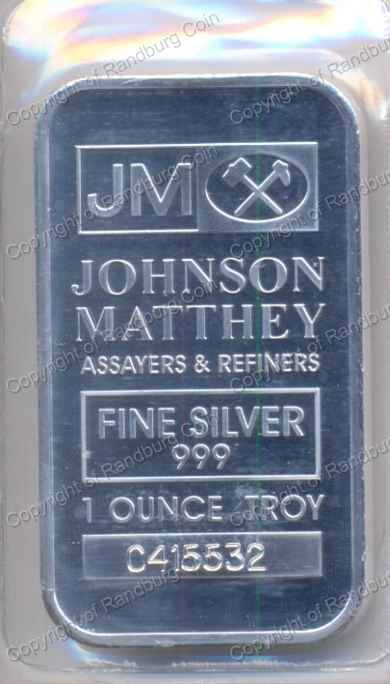 Copyright of Randburg Coin
JM
JOHNSON
MATTHEY
ASSAYERS & REFINERS
FINE SILVER
999
1 OUNCE TROY
C415532